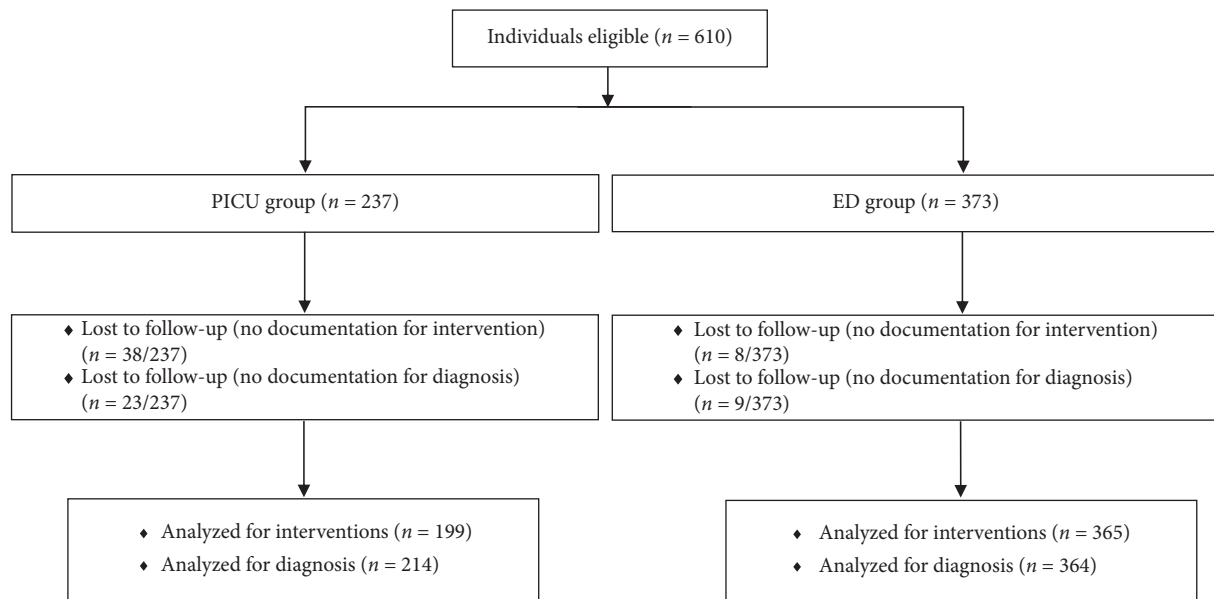 Individuals eligible (n = 610)
PICU group (n = 237)
ED group (n = 373)
♦ Lost to follow-up (no documentation for intervention)
(n = 38/237)
♦ Lost to follow-up (no documentation for diagnosis)
(n = 23/237)
♦ Lost to follow-up (no documentation for intervention)
(n = 8/373)
♦ Lost to follow-up (no documentation for diagnosis)
(n = 9/373)
♦ Analyzed for interventions (n = 199)
♦ Analyzed for diagnosis (n = 214)
♦ Analyzed for interventions (n = 365)
♦ Analyzed for diagnosis (n = 364)